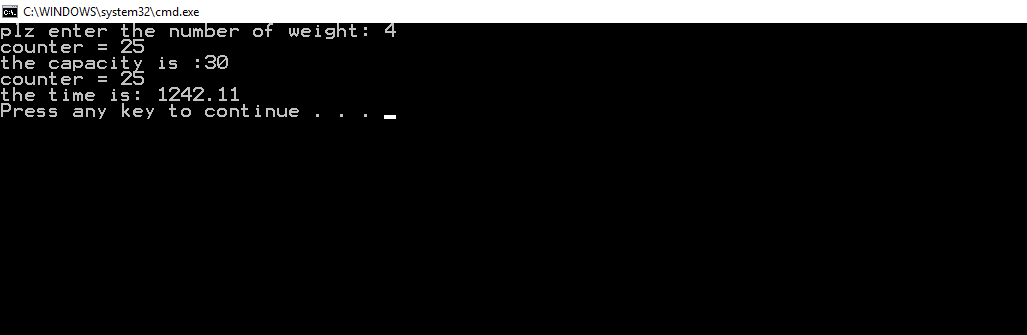 C:\WINDOWS\system32\cmd.exe
plz enter the number of weight: 4
counter = 25
the capacity is :30
counter = 25
the time is: 1242.11
Press any key to continue . . .